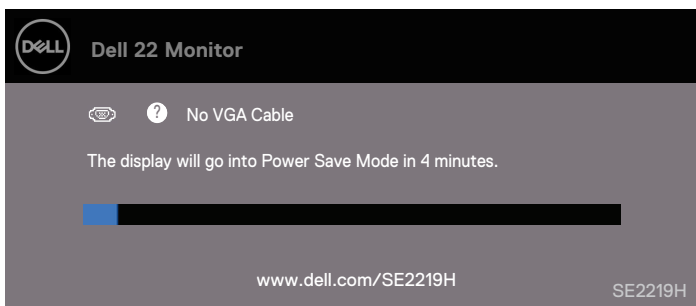 DELL
Dell 22 Monitor
? No VGA Cable
The display will go into Power Save Mode in 4 minutes.
www.dell.com/SE2219H
SE2219H